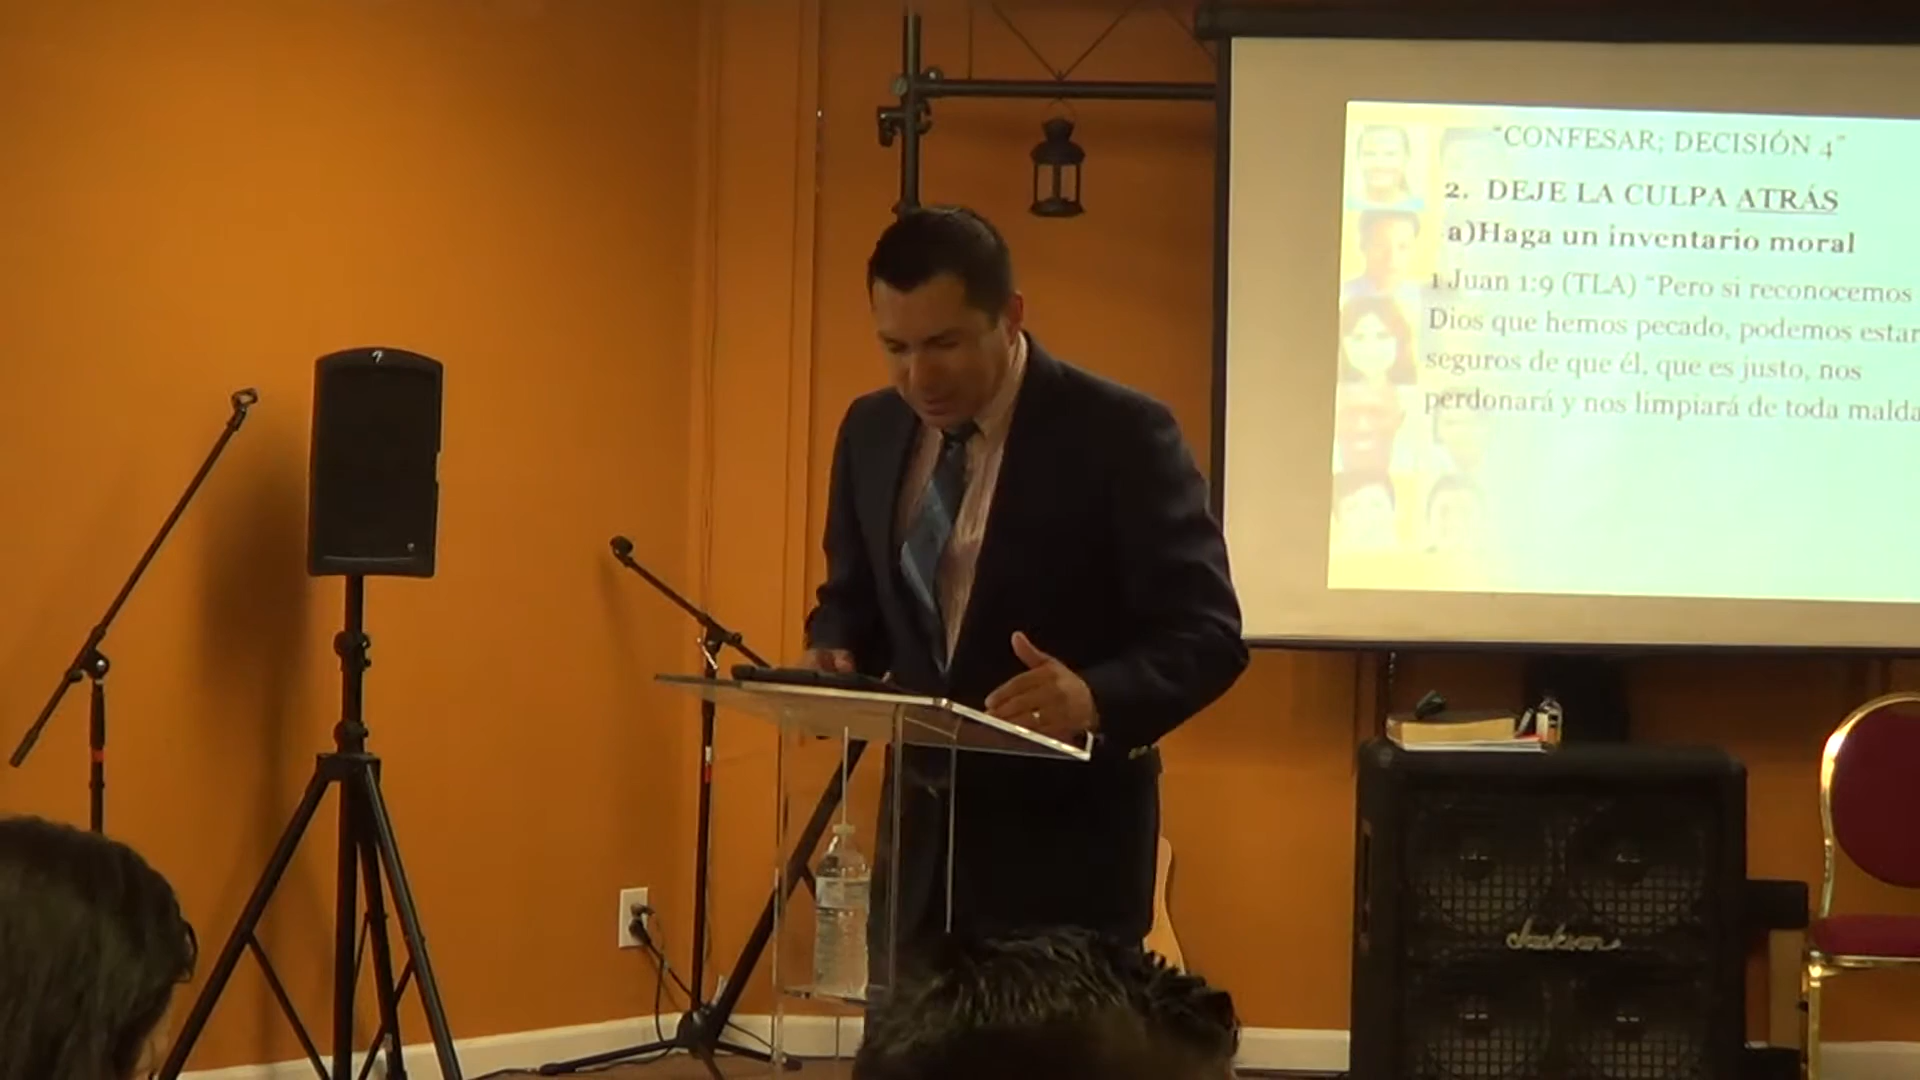 "CONFESAR; DECISIÓN 4"
2. DEJE LA CULPA ATRÁS
a)Haga un inventario moral
1 Juan 1:9 (TLA) "Pero si reconocemos
Dios que hemos pecado, podemos estar
seguros de que él, que es justo, nos
perdonará y nos limpiará de toda malda
Jackson